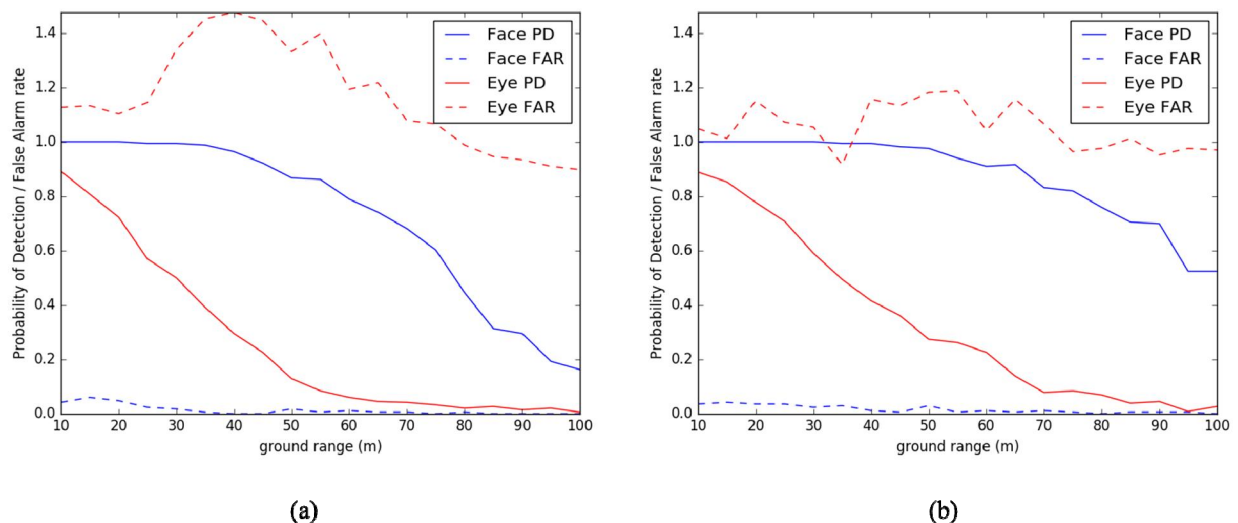 Probability of Detection / False Alarm rate
1.4
1.2
1.0
0.8
0.6
0.4
0.2
0.0
10 20 30 40 50 60 70 80 90 100
ground range (m)
Face PD
Face FAR
Eye PD
Eye FAR
(a)
Probability of Detection / False Alarm rate
1.4
1.2
1.0
0.8
0.6
0.4
0.2
0.0
10 20 30 40 50 60 70 80 90 100
ground range (m)
Face PD
Face FAR
Eye PD
Eye FAR
(b)